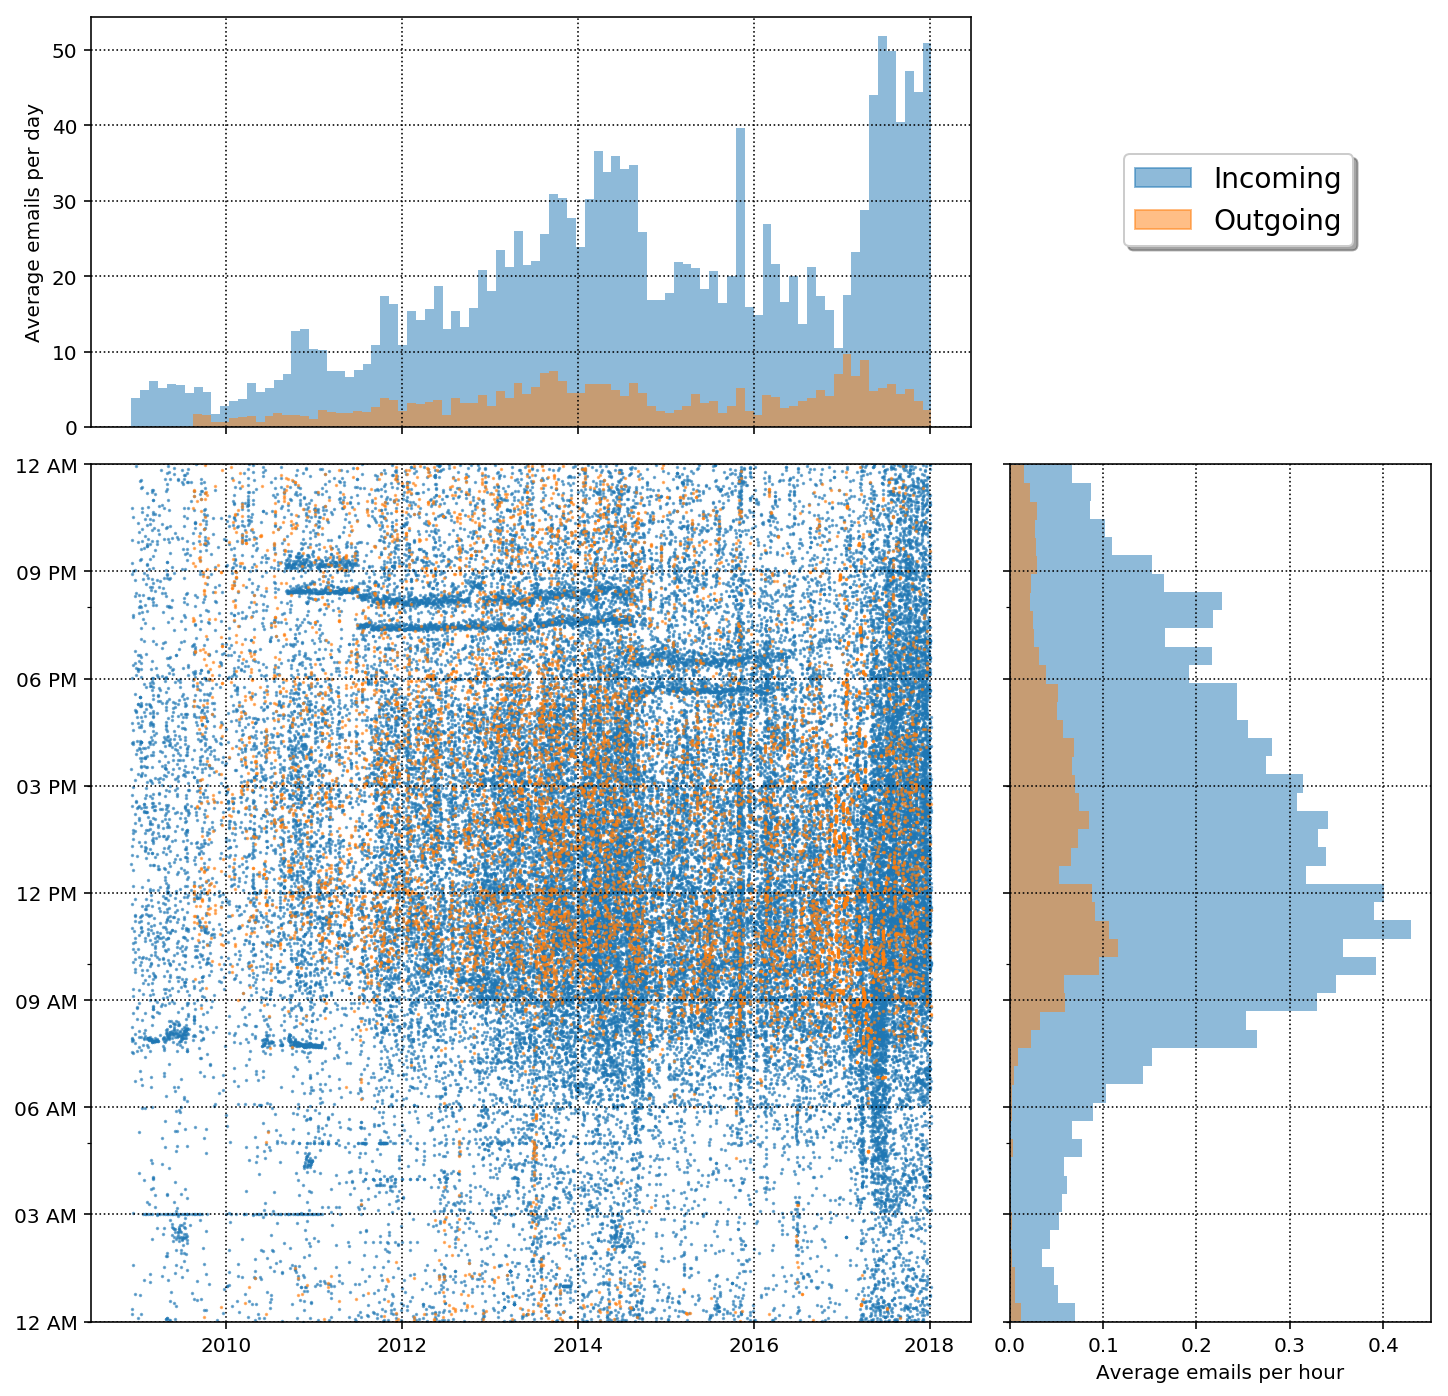 50
40
30
20
10
0
Average emails per day
Incoming
Outgoing
12 AM
09 PM
06 PM
03 PM
12 PM
09 AM
06 AM
03 AM
12 AM
2010 2012 2014 2016 2018
0.0 0.1 0.2 0.3 0.4
Average emails per hour